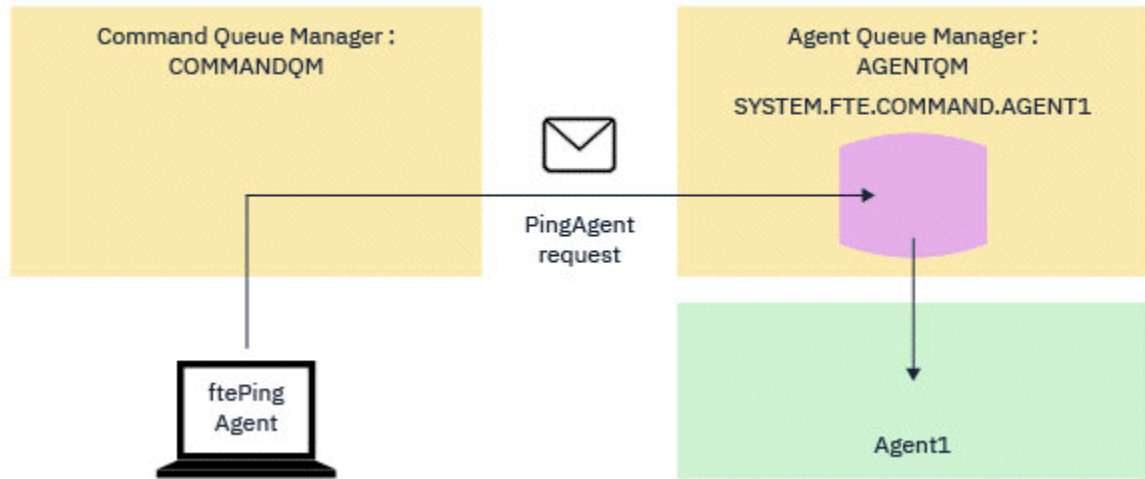 Command Queue Manager :
COMMANDQM
Agent Queue Manager :
AGENTQM
SYSTEM.FTE.COMMAND.AGENT1
PingAgent
request
ftePing
Agent
Agent1